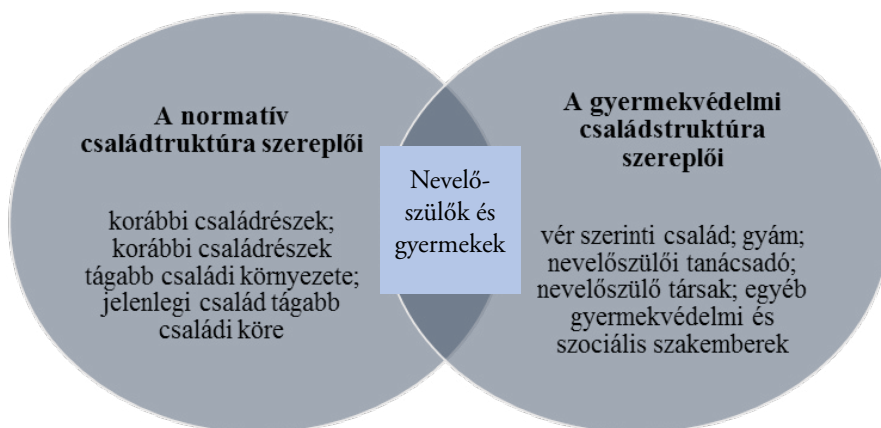 A normatív
családtruktúra szereplői
korábbi családrészek;
korábbi családrészek
tágabb családi környezete;
jelenlegi család tágabb
családi köre
Nevelő-
szülők és
gyermekek
A gyermekvédelmi
családstruktúra
szereplői
vér szerinti család; gyám;
nevelőszülői tanácsadó;
nevelőszülő társak; egyéb
gyermekvédelmi és
szociális szakemberek